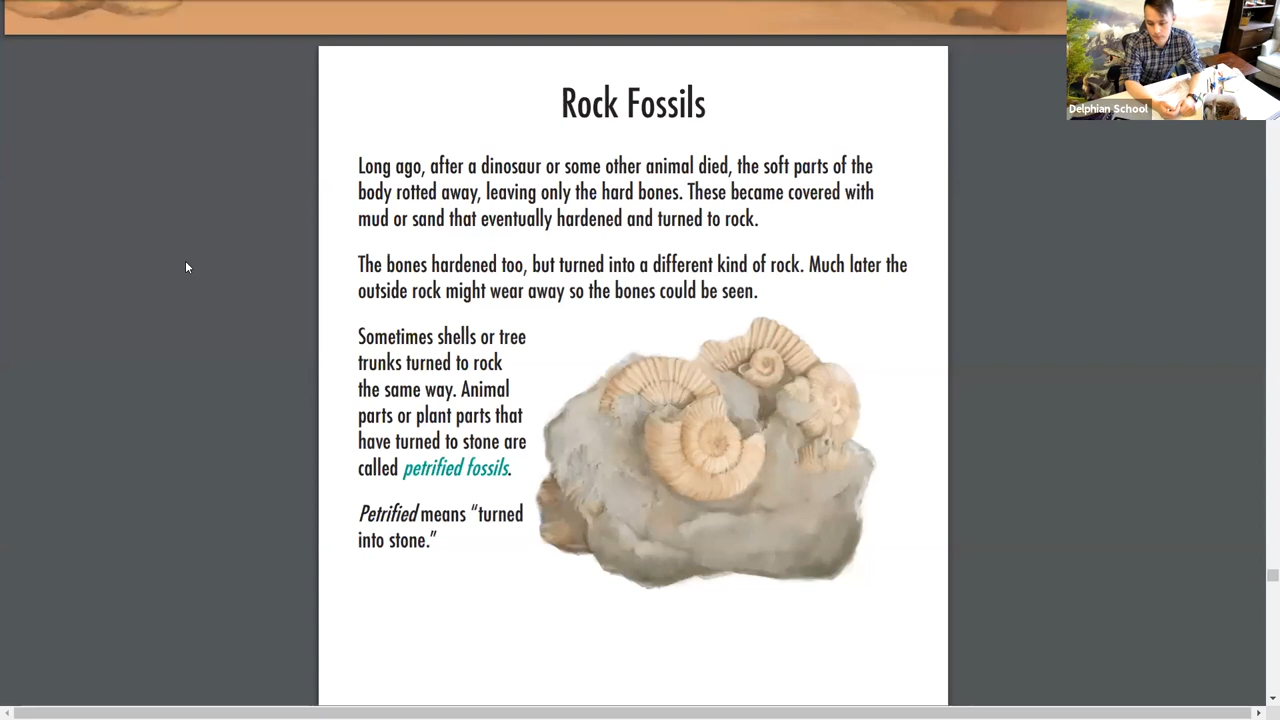 Delphian School
Rock Fossils
Long ago, after a dinosaur or some other animal died, the soft parts of the
body rotted away, leaving only the hard bones. These became covered with
mud or sand that eventually hardened and turned to rock.
The bones hardened too, but turned into a different kind of rock. Much later the
outside rock might wear away so the bones could be seen.
Sometimes shells or tree
trunks turned to rock
the same way. Animal
parts or plant parts that
have turned to stone are
called petrified fossils.
Petrified means “turned
into stone.”